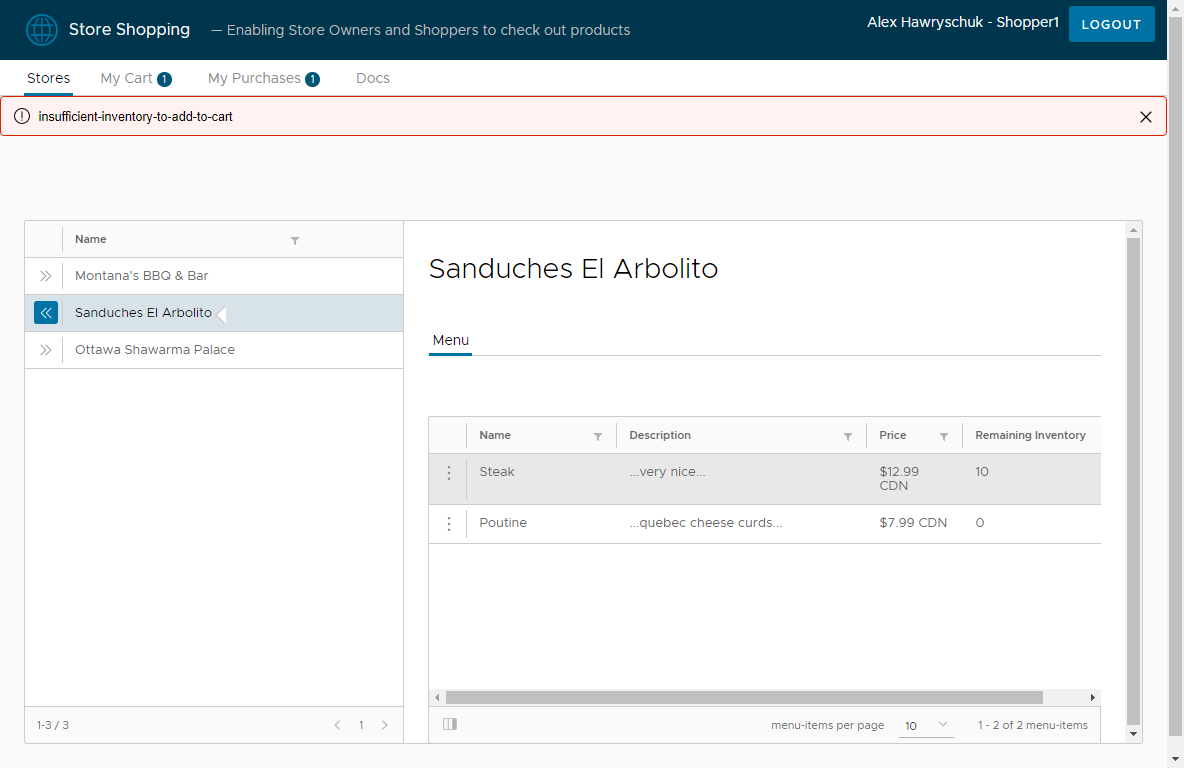 Store Shopping
— Enabling Store Owners and Shoppers to check out products
Alex Hawryschuk - Shopper1
LOGOUT
Stores
My Cart 1
My Purchases 1
Docs
insufficient-inventory-to-add-to-cart
Name
Montana's BBQ & Bar
Sanduches El Arbolito
Ottawa Shawarma Palace
1-3 / 3
1
Sanduches El Arbolito
Menu
Name Description Price Remaining Inventory
Steak ...very nice... $12.99 10
CDN
Poutine ...quebec cheese curds... $7.99 CDN 0
menu-items per page 10 1 - 2 of 2 menu-items